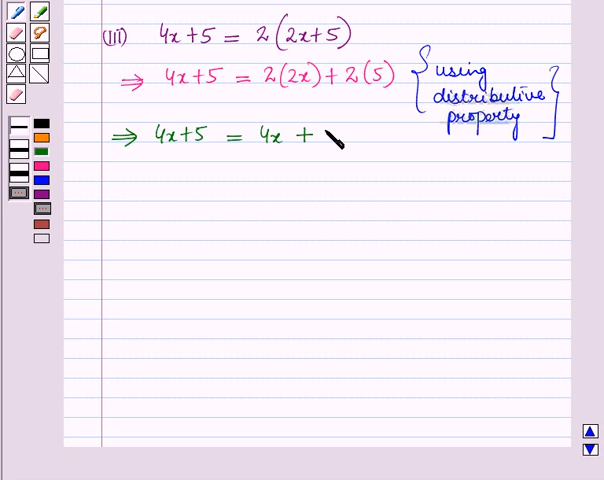 (III) 4x+5 = 2(2x+5)
⇒ 4x+5 = 2(2x)+2(5) {using
distributive
property}
⇒ 4x+5 = 4x +